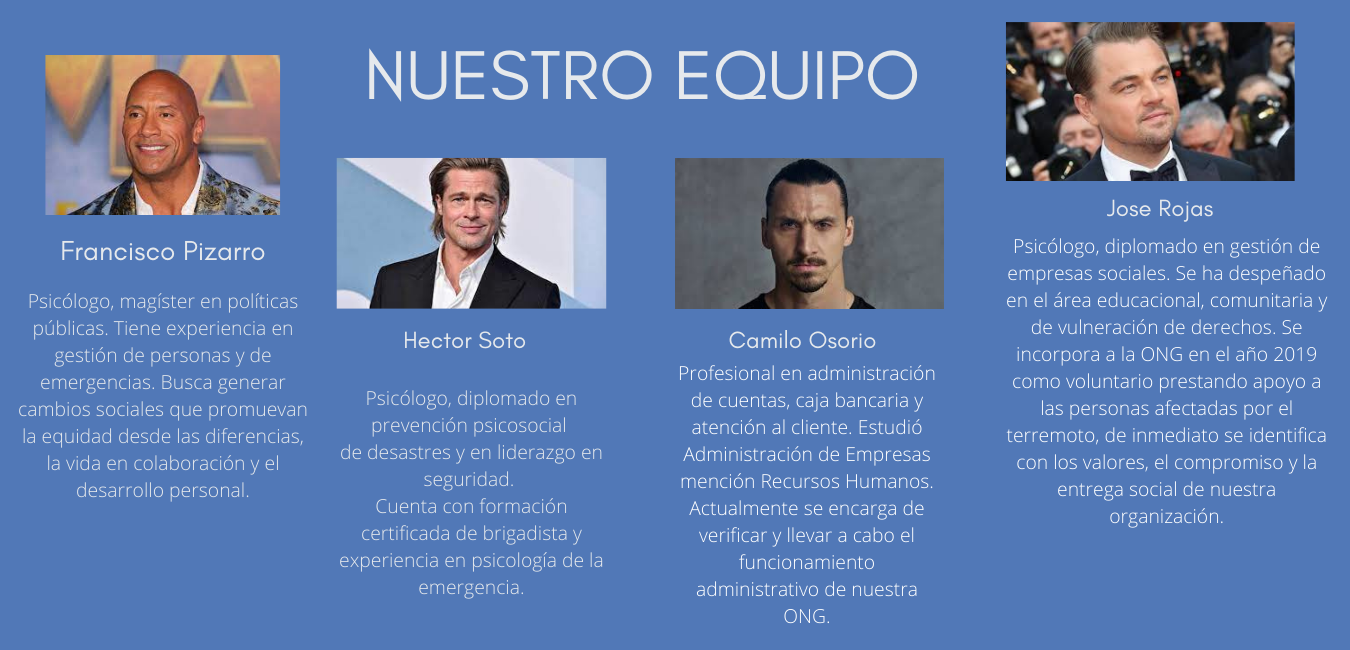 NUESTRO EQUIPO
Francisco Pizarro
Psicólogo, magíster en políticas
públicas. Tiene experiencia en
gestión de personas y de
emergencias. Busca generar
cambios sociales que promuevan
la equidad desde las diferencias,
la vida en colaboración y el
desarrollo personal.
Hector Soto
Psicólogo, diplomado en
prevención psicosocial
de desastres y en liderazgo en
seguridad.
Cuenta con formación
certificada de brigadista y
experiencia en psicología de la
emergencia.
Camilo Osorio
Profesional en administración
de cuentas, caja bancaria y
atención al cliente. Estudió
Administración de Empresas
mención Recursos Humanos.
Actualmente se encarga de
verificar y llevar a cabo el
funcionamiento
administrativo de nuestra
ONG.
Jose Rojas
Psicólogo, diplomado en gestión de
empresas sociales. Se ha despeñado
en el área educacional, comunitaria y
de vulneración de derechos. Se
incorpora a la ONG en el año 2019
como voluntario prestando apoyo a
las personas afectadas por el
terremoto, de inmediato se identifica
con los valores, el compromiso y la
entrega social de nuestra
organización.